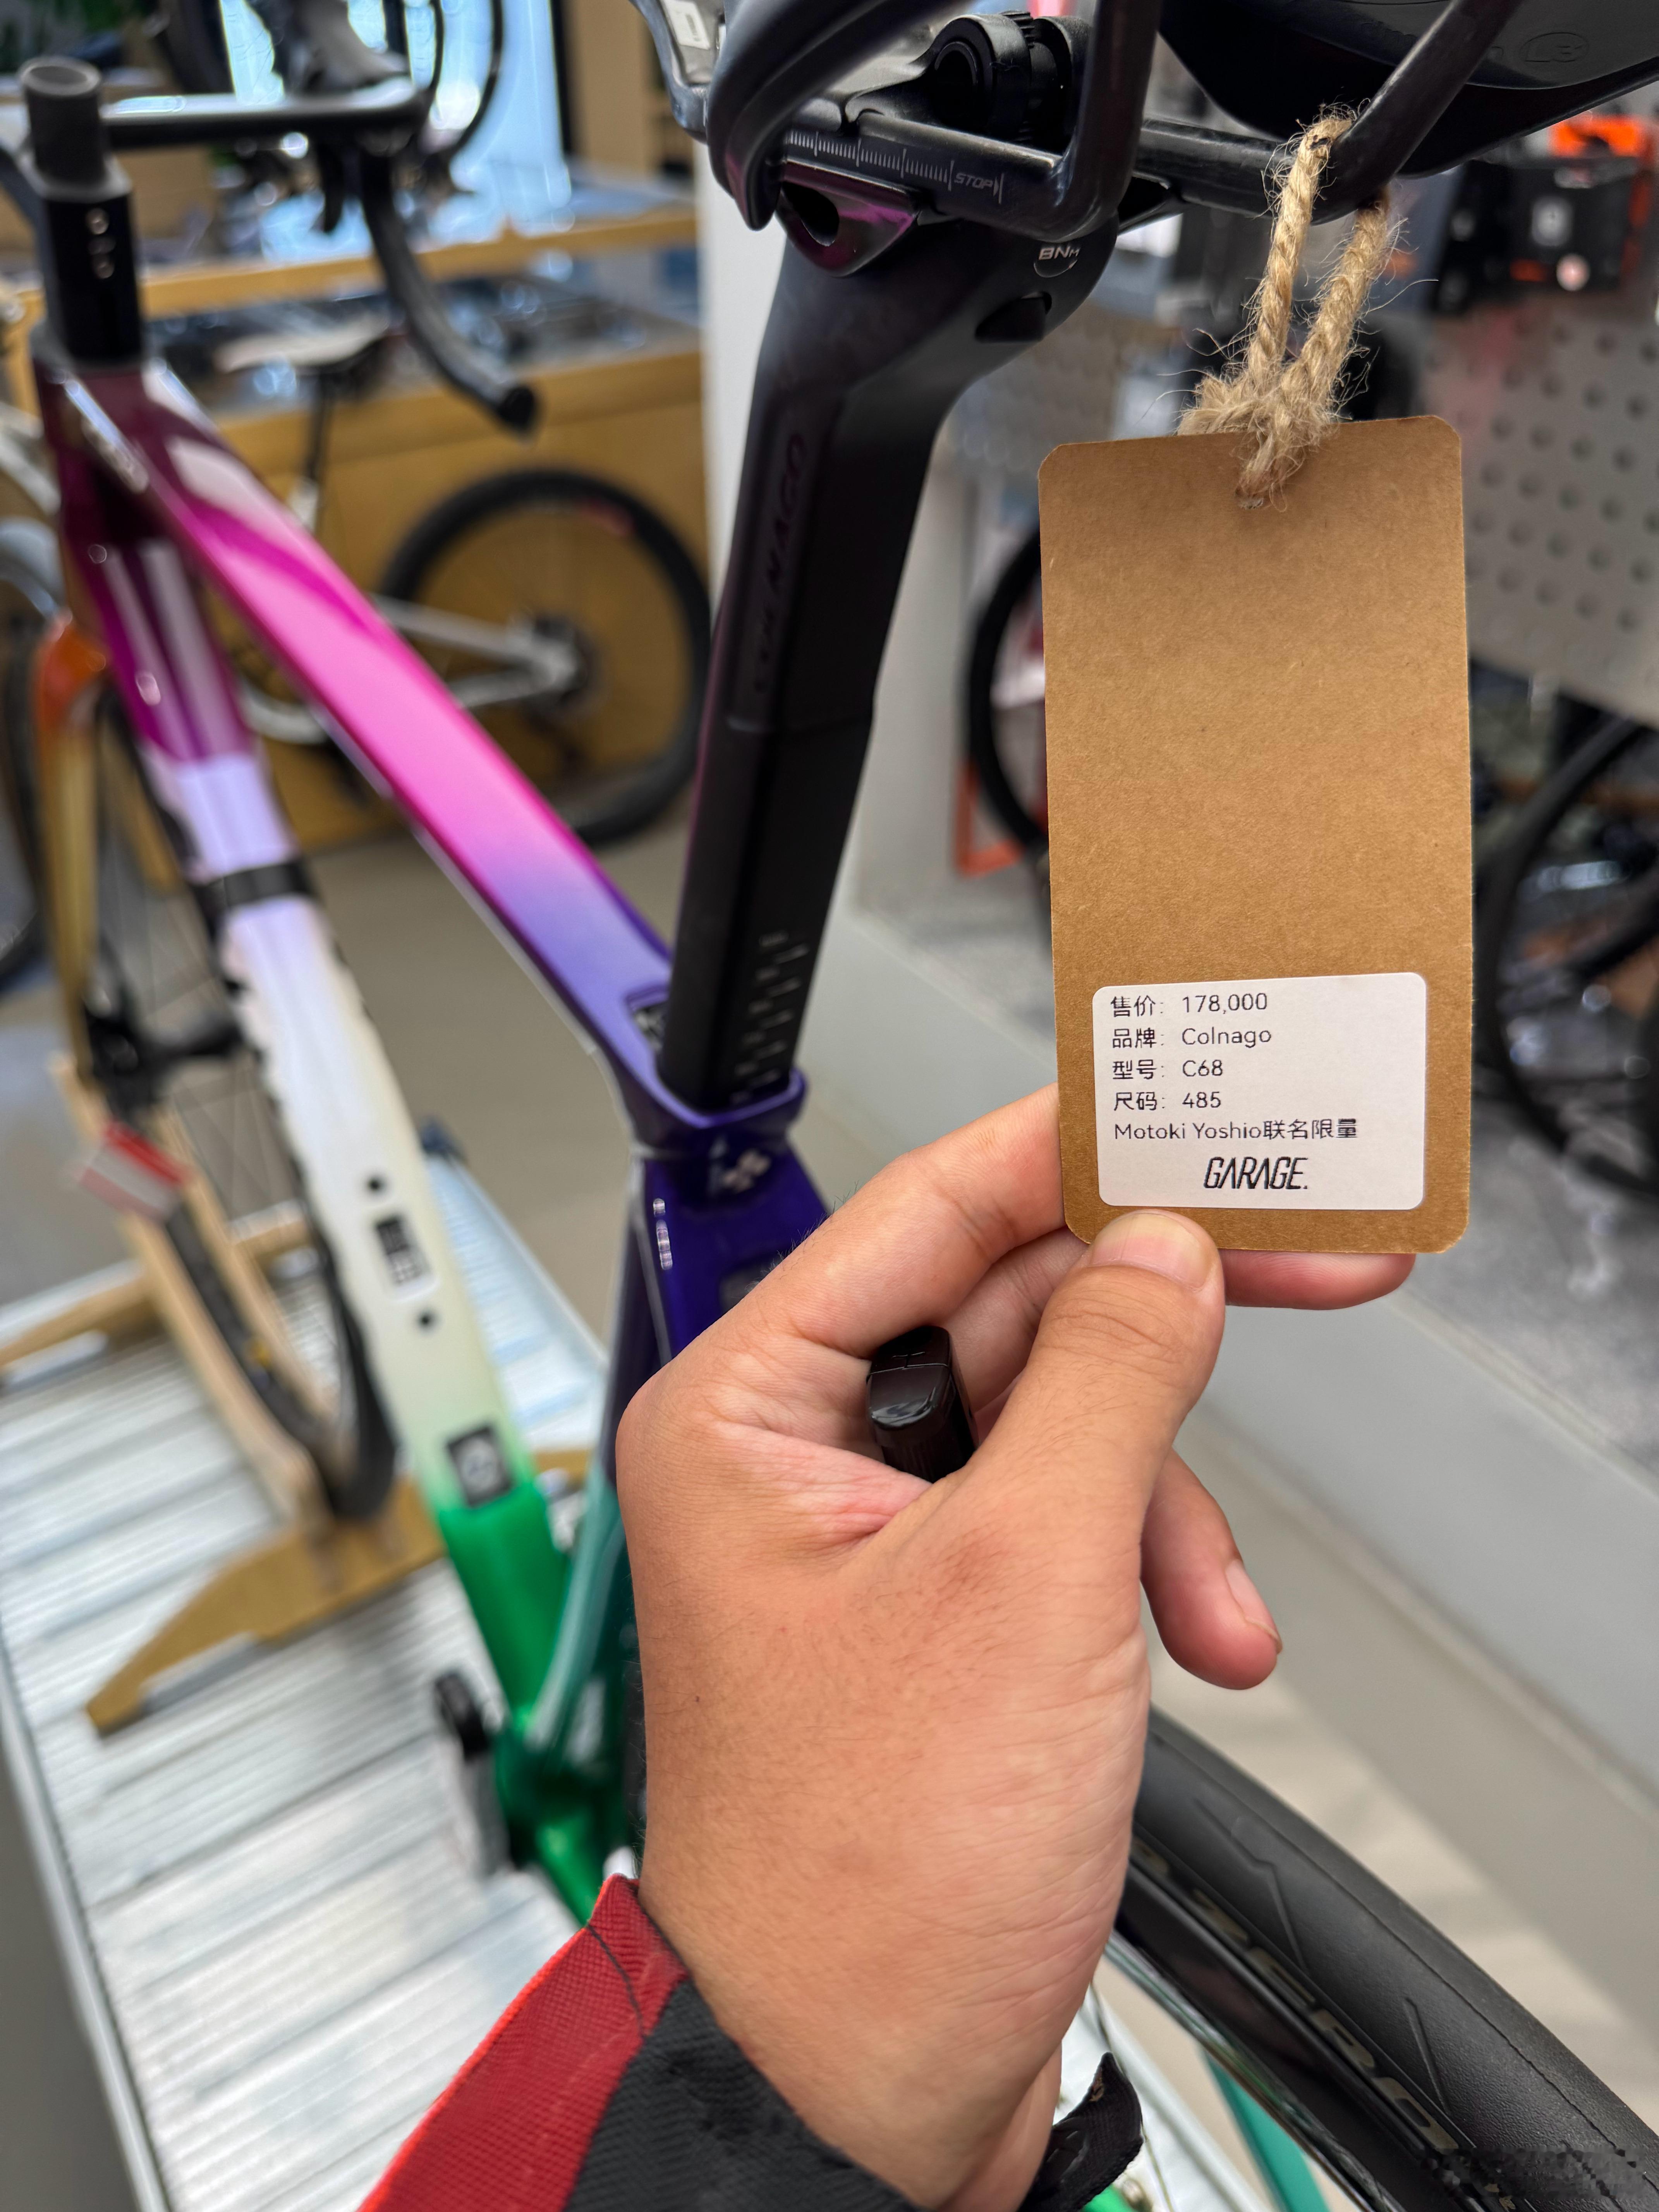 STOP
COLNAGO
售价：178,000
品牌：Colnago
型号：C68
尺码：485
Motoki Yoshio联名限量
GARAGE.